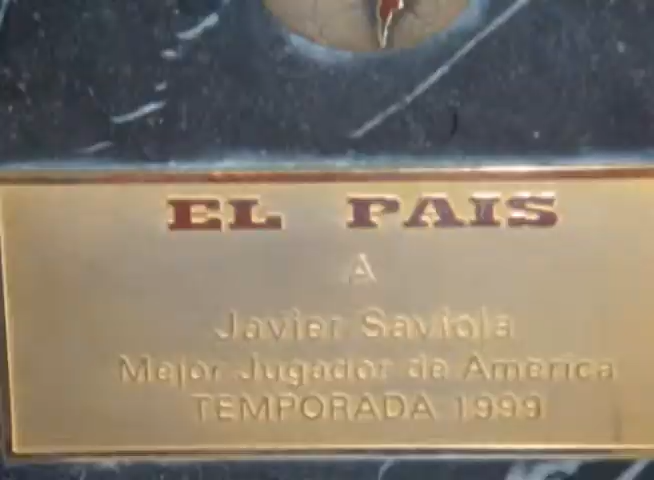 EL PAIS
A
Javier Saviola
Mejor Jugador de America
TEMPORADA 1999